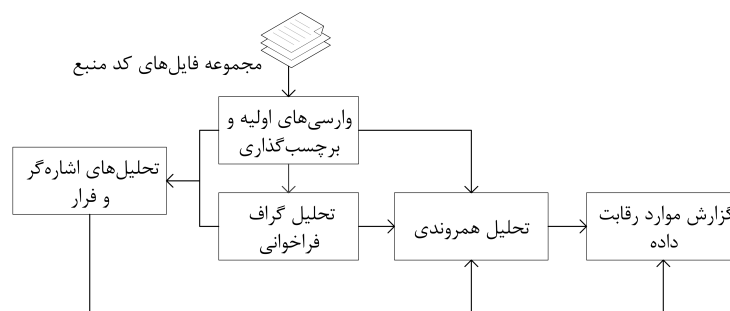 مجموعه فایل‌های کد منبع
وارسی‌های اولیه و
برچسب‌گذاری
تحلیل‌های اشاره‌گر
و فرار
تحلیل گراف
فراخوانی
تحلیل همروندی
گزارش موارد رقابت
داده